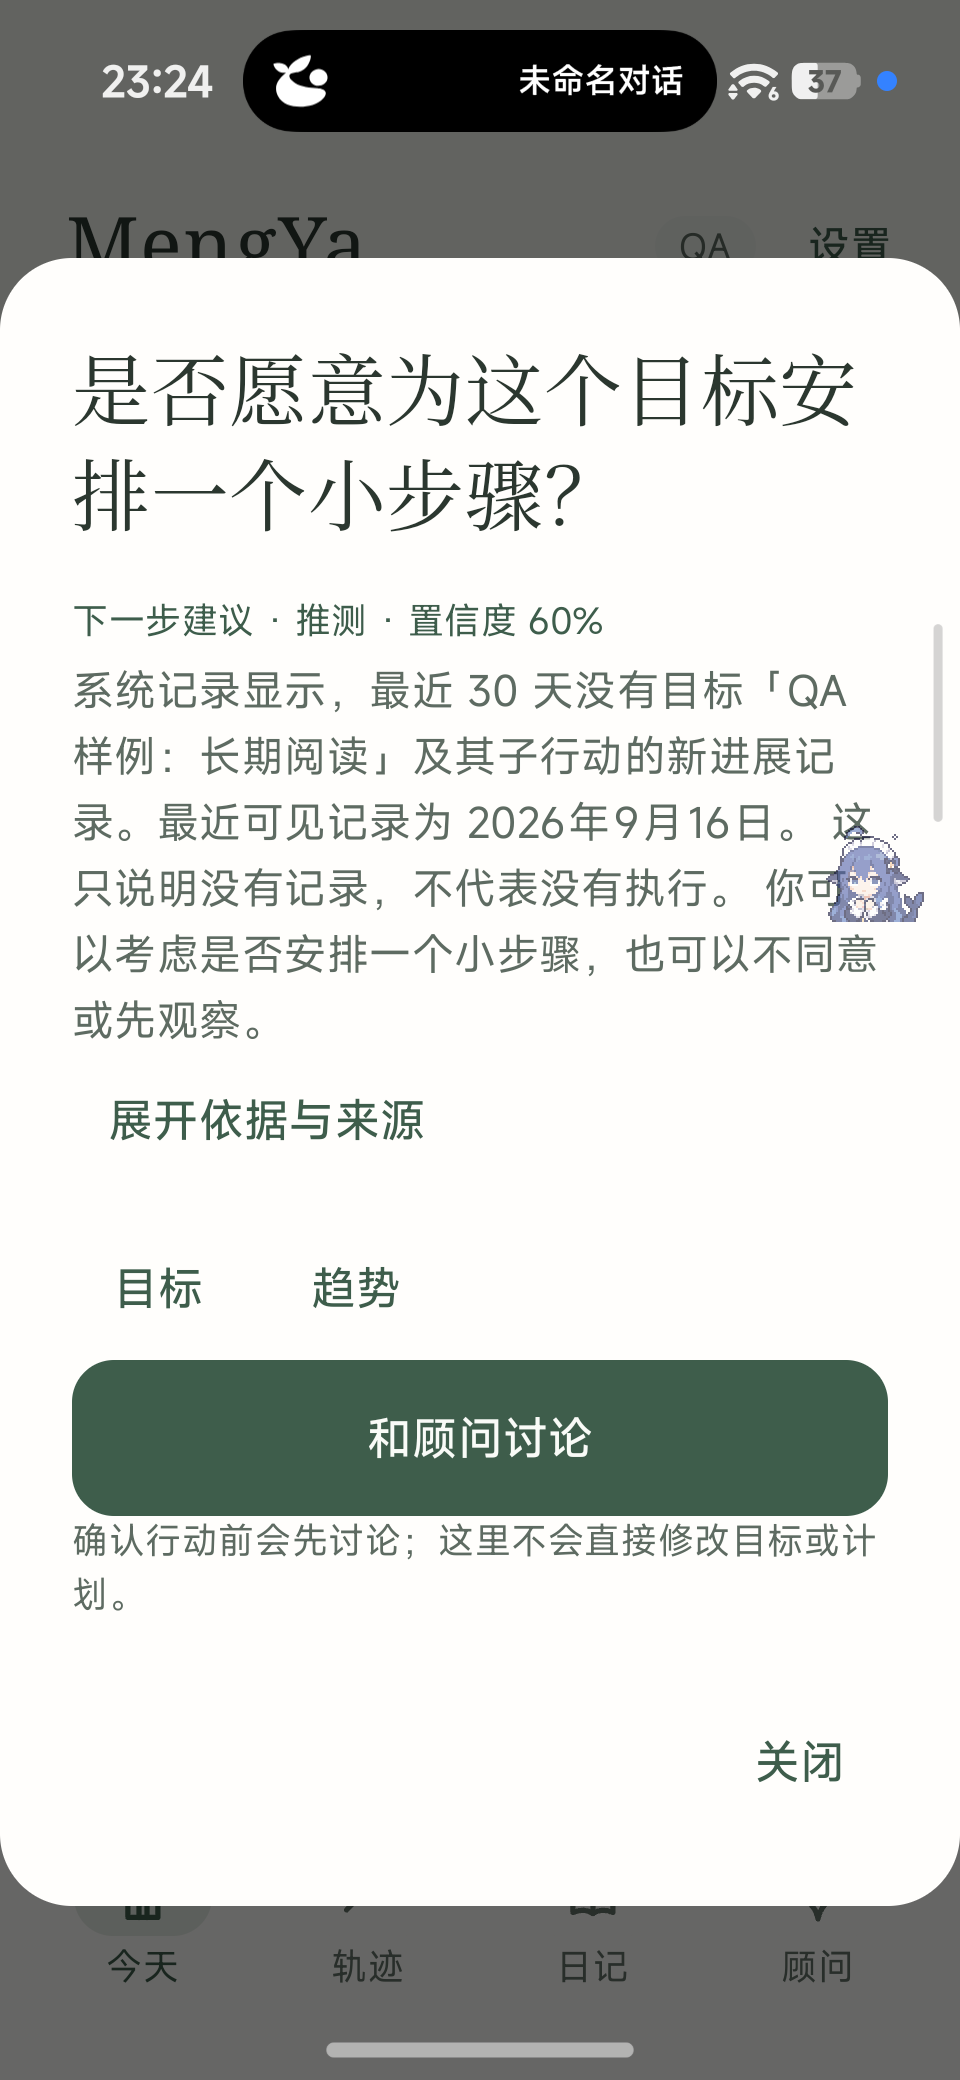 23:24
未命名对话
6
37
MengYa
QA
设置
是否愿意为这个目标安
排一个小步骤?
下一步建议 · 推测 · 置信度 60%
系统记录显示，最近 30 天没有目标「QA
样例：长期阅读」及其子行动的新进展记
录。最近可见记录为 2026年9月16日。 这
只说明没有记录，不代表没有执行。 你可
以考虑是否安排一个小步骤，也可以不同意
或先观察。
展开依据与来源
目标
趋势
和顾问讨论
确认行动前会先讨论；这里不会直接修改目标或计
划。
关闭
今天
轨迹
日记
顾问